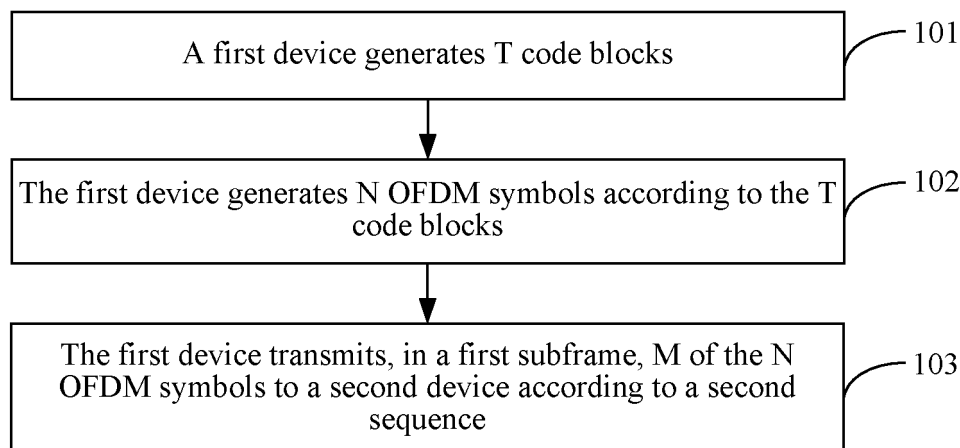 A first device generates T code blocks
101
The first device generates N OFDM symbols according to the T
code blocks
102
The first device transmits, in a first subframe, M of the N
OFDM symbols to a second device according to a second
sequence
103